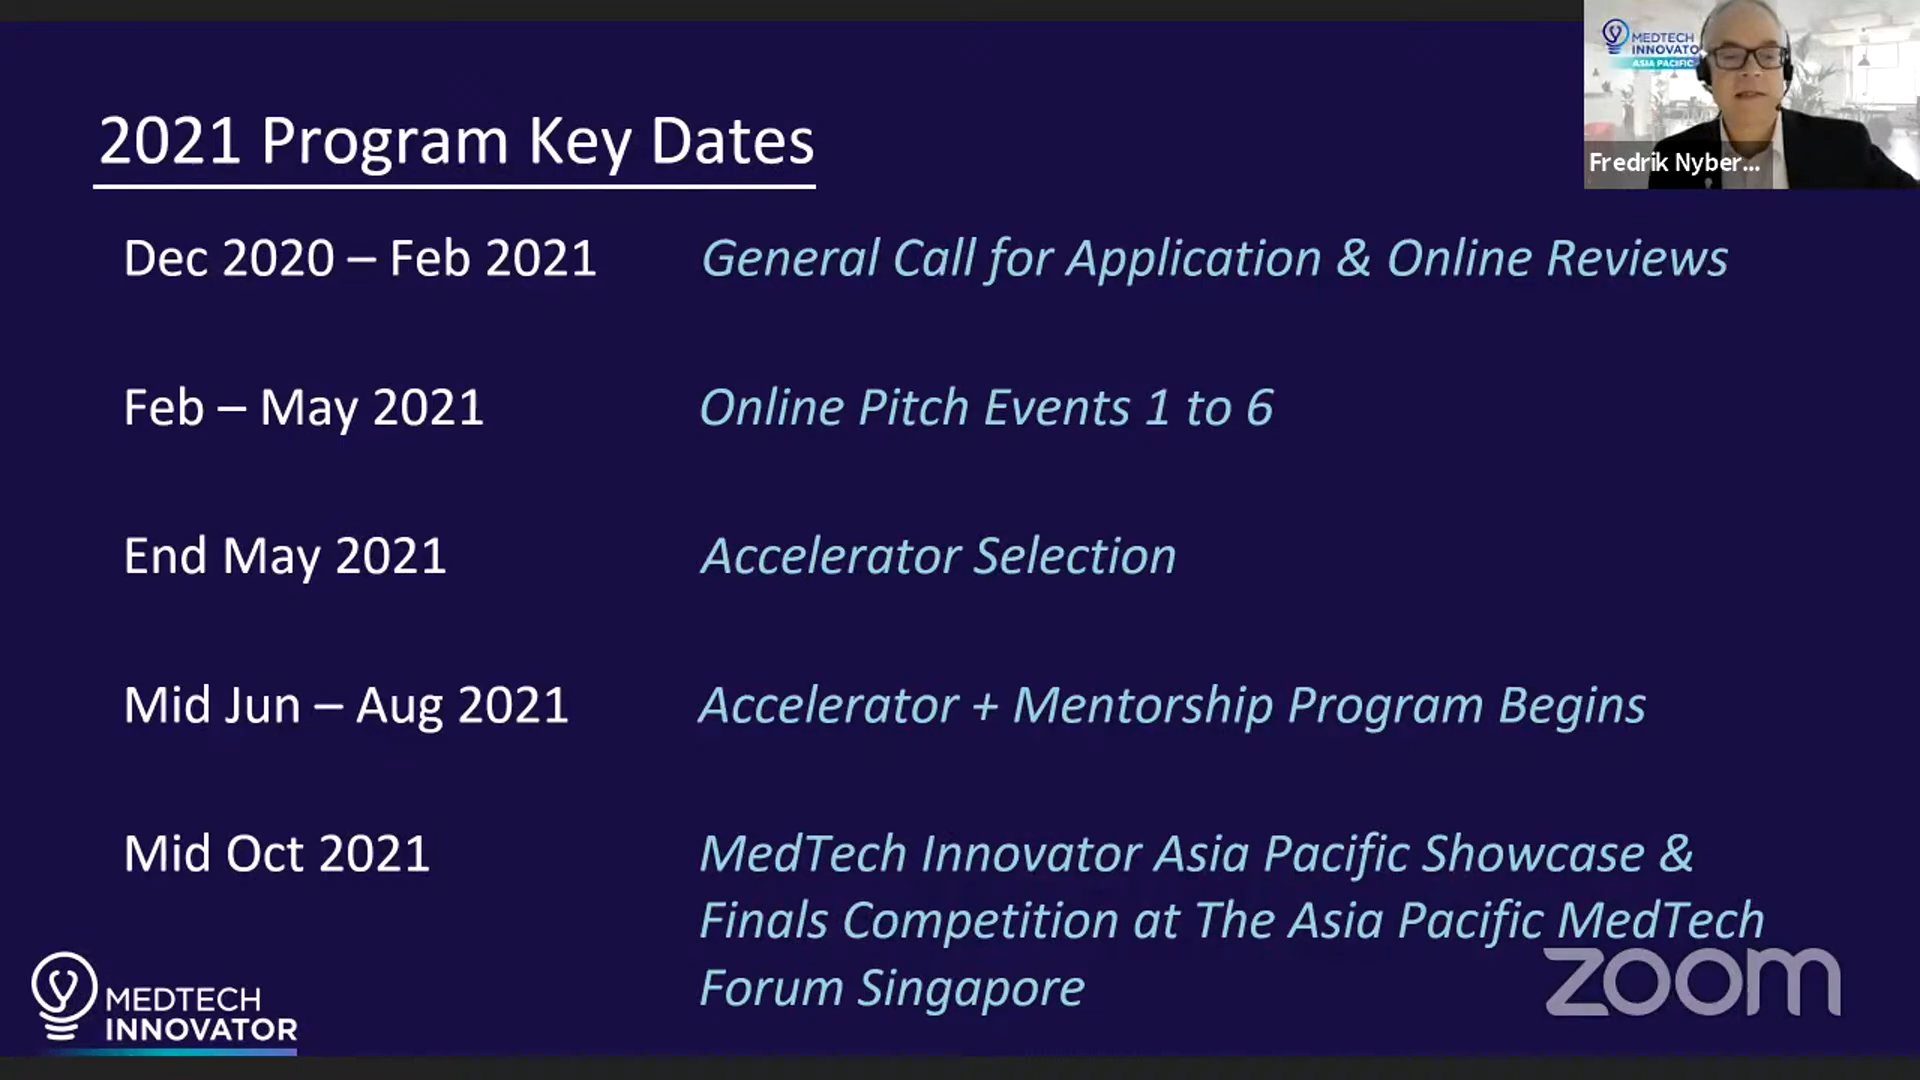 MEDTECH
INNOVATO
ASIA PACIFIC
Fredrik Nyber...
2021 Program Key Dates
Dec 2020 – Feb 2021 General Call for Application & Online Reviews
Feb – May 2021 Online Pitch Events 1 to 6
End May 2021 Accelerator Selection
Mid Jun – Aug 2021 Accelerator + Mentorship Program Begins
Mid Oct 2021 MedTech Innovator Asia Pacific Showcase &
Finals Competition at The Asia Pacific MedTech
Forum Singapore
MEDTECH
INNOVATOR
zoom